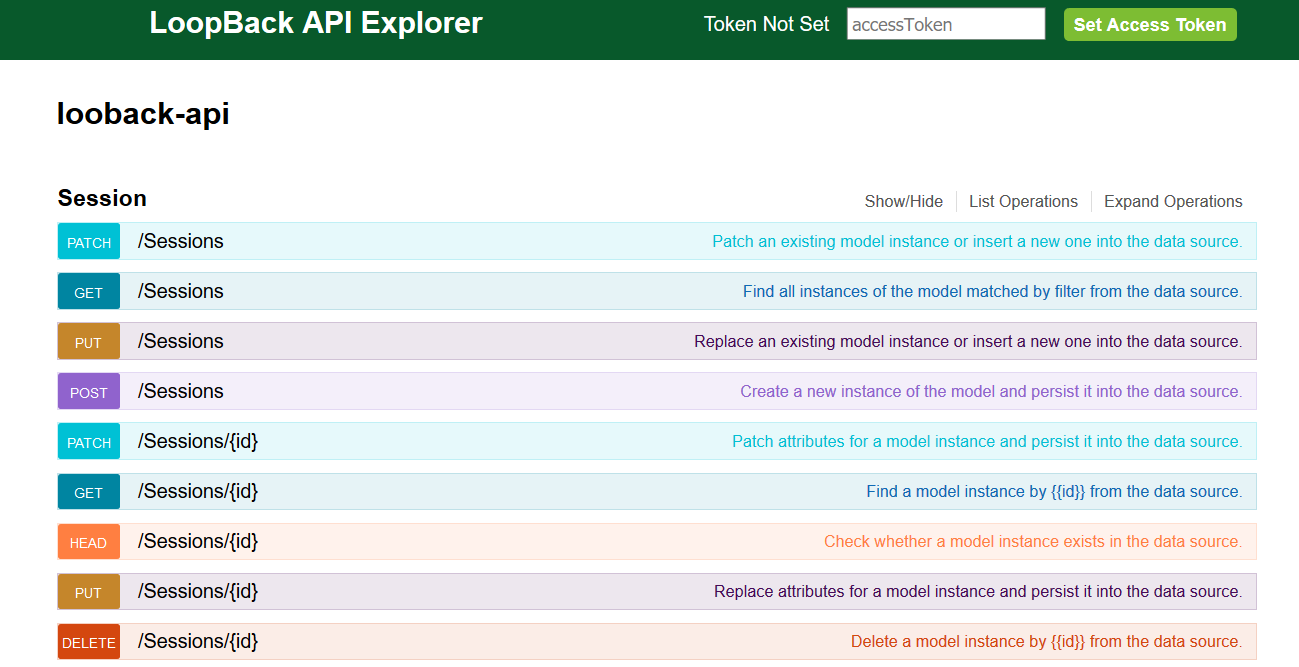 LoopBack API Explorer Token Not Set accessToken Set Access Token
looback-api
Session Show/Hide List Operations Expand Operations
PATCH /Sessions Patch an existing model instance or insert a new one into the data source.
GET /Sessions Find all instances of the model matched by filter from the data source.
PUT /Sessions Replace an existing model instance or insert a new one into the data source.
POST /Sessions Create a new instance of the model and persist it into the data source.
PATCH /Sessions/{id} Patch attributes for a model instance and persist it into the data source.
GET /Sessions/{id} Find a model instance by {{id}} from the data source.
HEAD /Sessions/{id} Check whether a model instance exists in the data source.
PUT /Sessions/{id} Replace attributes for a model instance and persist it into the data source.
DELETE /Sessions/{id} Delete a model instance by {{id}} from the data source.